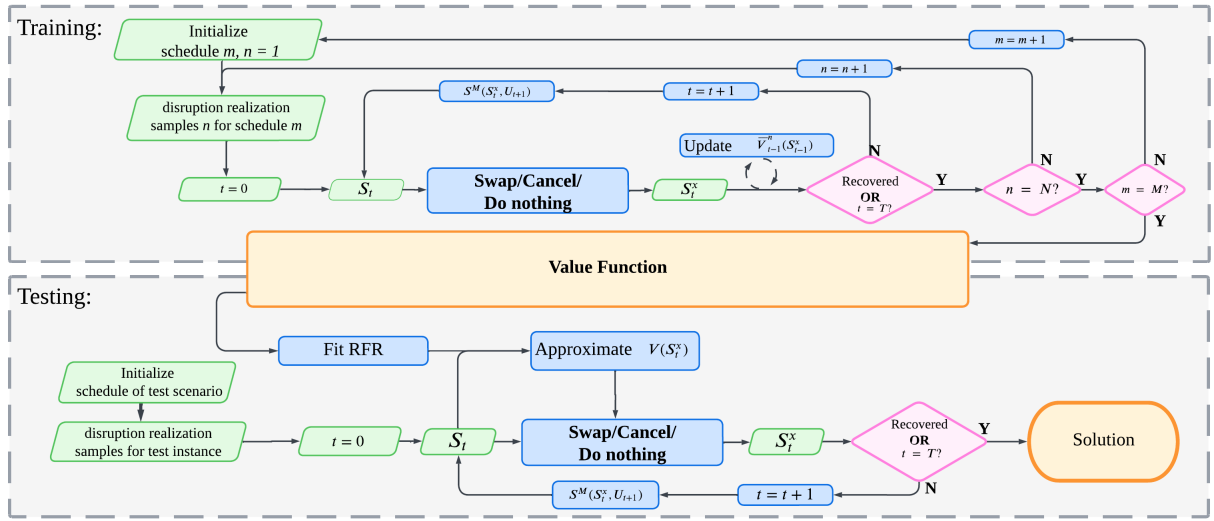 Training:
Initialize
schedule m, n = 1
m = m + 1
n = n + 1
S^M(S_t^x, U_{t+1})
t = t + 1
disruption realization
samples n for schedule m
Update V̅_{t−1}^n(S_{t−1}^x)
N
N
N
t = 0
S_t
Swap/Cancel/
Do nothing
S_t^x
Recovered
OR
t = T?
Y
n = N?
Y
m = M?
Y
Value Function
Testing:
Fit RFR
Approximate V(S_t^x)
Initialize
schedule of test scenario
disruption realization
samples for test instance
t = 0
S_t
Swap/Cancel/
Do nothing
S_t^x
Recovered
OR
t = T?
Y
Solution
N
S^M(S_t^x, U_{t+1})
t = t + 1